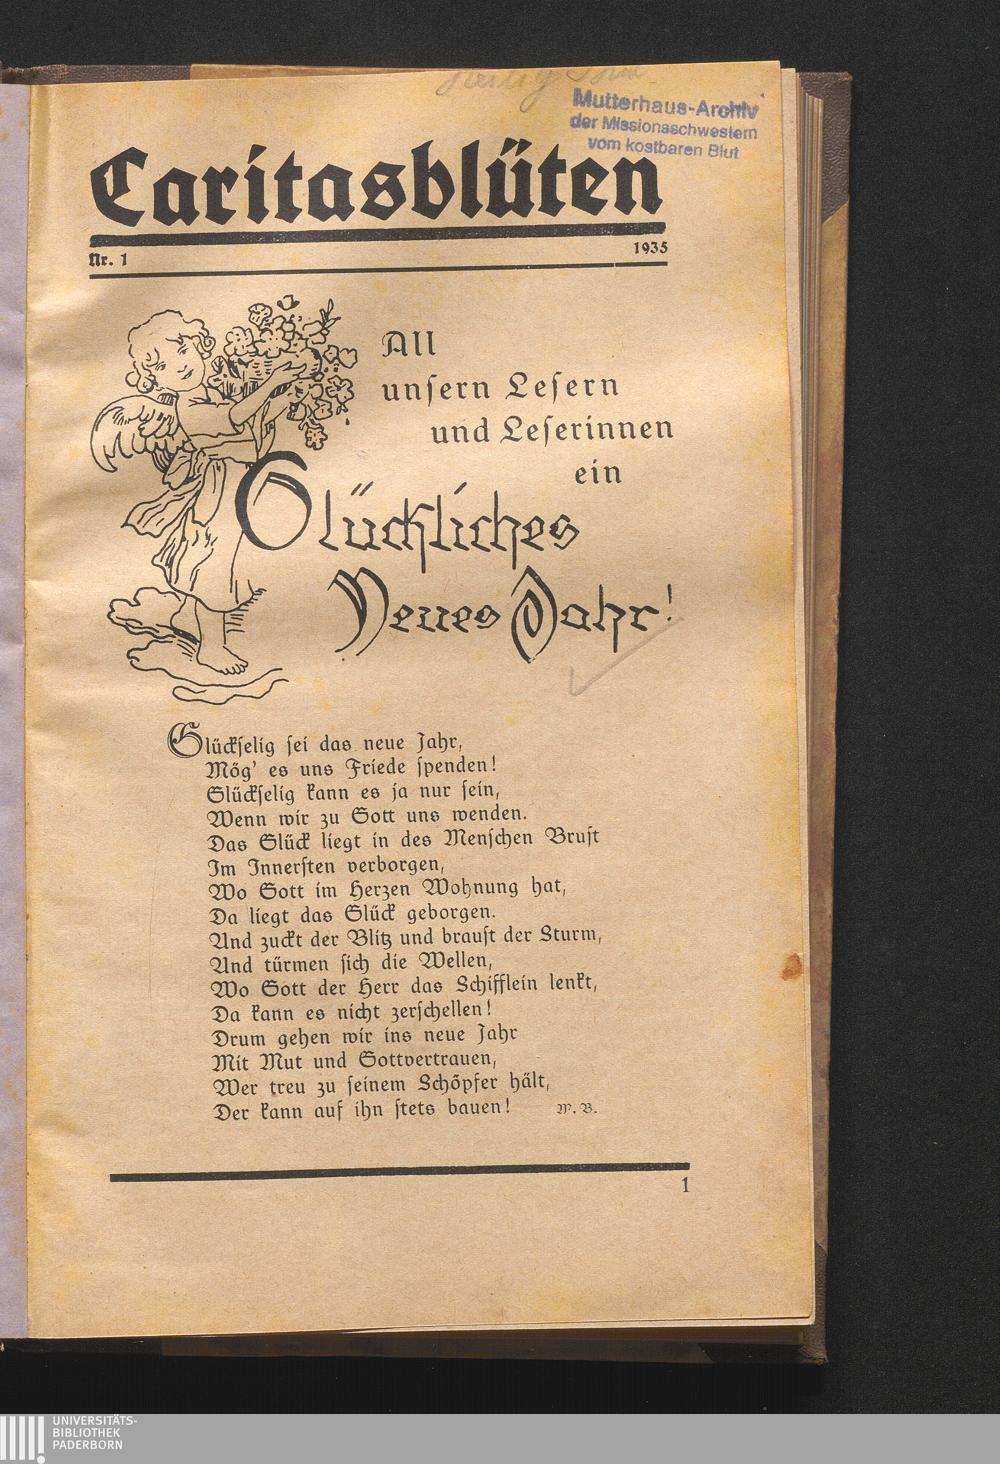 Mutterhaus-Archiv
der Missionsschwestern
vom kostbaren Blut
Caritasblüten
Nr. 1 1935
All
unsern Lesern
und Leserinnen
ein
Glückliches
Neues Jahr!
Glückselig sei das neue Jahr,
Mög' es uns Friede spenden!
Glückselig kann es ja nur sein,
Wenn wir zu Gott uns wenden.
Das Glück liegt in des Menschen Brust
Im Innersten verborgen,
Wo Gott im Herzen Wohnung hat,
Da liegt das Glück geborgen.
Und zuckt der Blitz und braust der Sturm,
Und türmen sich die Wellen,
Wo Gott der Herr das Schifflein lenkt,
Da kann es nicht zerschellen!
Drum gehen wir ins neue Jahr
Mit Mut und Gottvertrauen,
Wer treu zu seinem Schöpfer hält,
Der kann auf ihn stets bauen! M. B.
1
UNIVERSITÄTS-
BIBLIOTHEK
PADERBORN